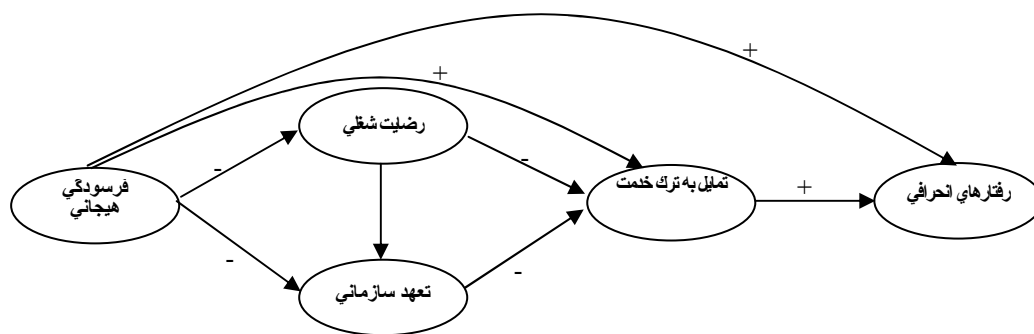 +
+
رضايت شغلي
-
-
فرسودگي
هيجاني
تمايل به ترك خدمت
+
رفتارهاي انحرافي
-
-
تعهد سازماني